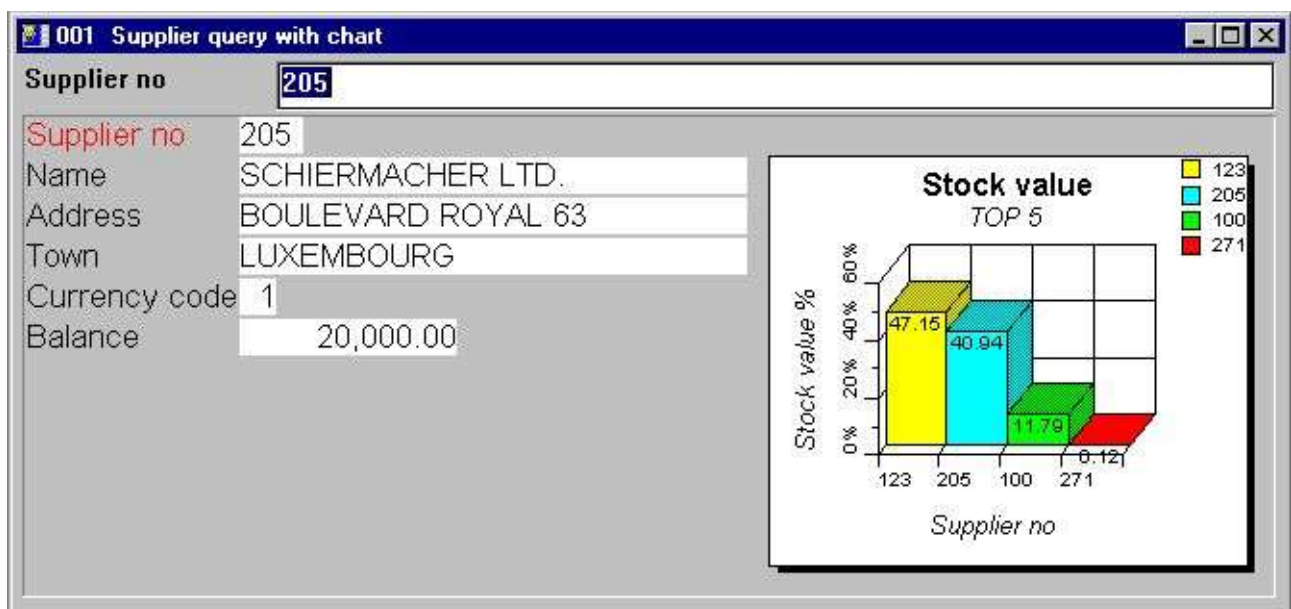 001 Supplier query with chart
Supplier no 205
Supplier no 205
Name SCHIERMACHER LTD.
Address BOULEVARD ROYAL 63
Town LUXEMBOURG
Currency code 1
Balance 20,000.00
Stock value
TOP 5
123
205
100
271
Stock value %
60%
40%
20%
0%
47.15
40.94
11.79
0.12
123 205 100 271
Supplier no